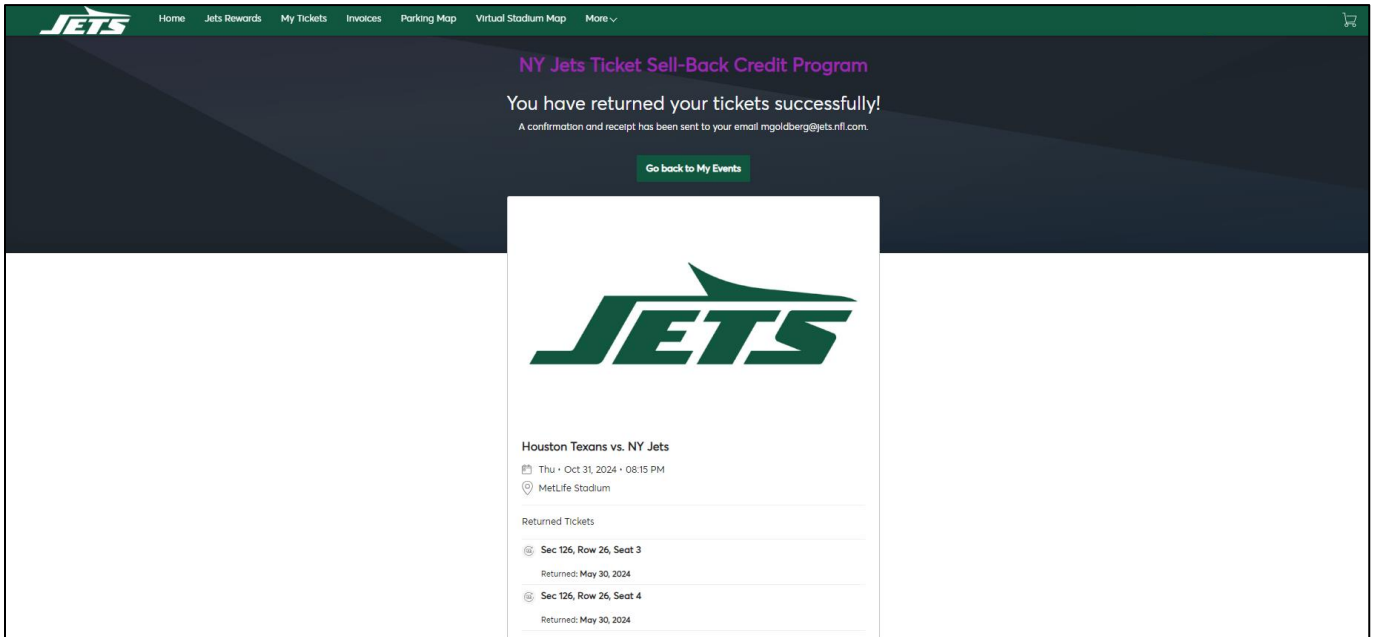 JETS Home Jets Rewards My Tickets Invoices Parking Map Virtual Stadium Map More
NY Jets Ticket Sell-Back Credit Program
You have returned your tickets successfully!
A confirmation and receipt has been sent to your email mgoldberg@jets.nfl.com.
Go back to My Events
JETS
Houston Texans vs. NY Jets
Thu • Oct 31, 2024 • 08:15 PM
MetLife Stadium
Returned Tickets
Sec 126, Row 26, Seat 3
Returned: May 30, 2024
Sec 126, Row 26, Seat 4
Returned: May 30, 2024